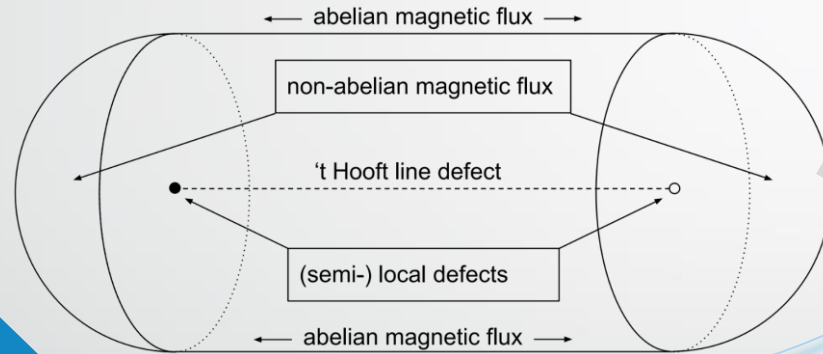 ← abelian magnetic flux →
non-abelian magnetic flux
‘t Hooft line defect
(semi-) local defects
← abelian magnetic flux →